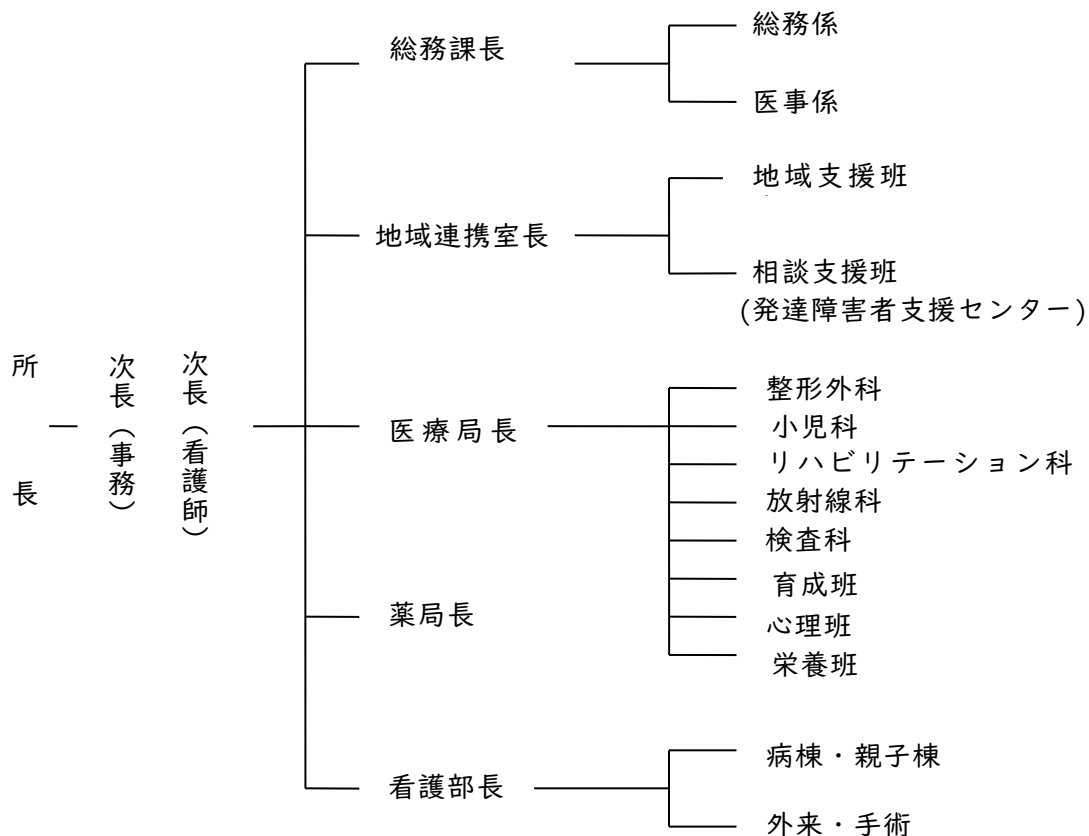 所長
次長（事務）
次長（看護師）
総務課長
総務係
医事係
地域連携室長
地域支援班
相談支援班
(発達障害者支援センター)
医療局長
整形外科
小児科
リハビリテーション科
放射線科
検査科
育成班
心理班
栄養班
薬局長
看護部長
病棟・親子棟
外来・手術